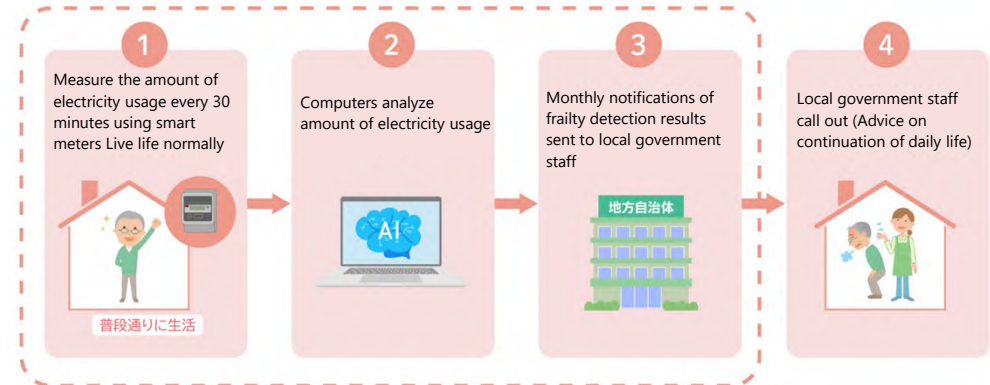 1
Measure the amount of
electricity usage every 30
minutes using smart
meters Live life normally
普段通りに生活
2
Computers analyze
amount of electricity usage
AI
3
Monthly notifications of
frailty detection results
sent to local government
staff
地方自治体
4
Local government staff
call out (Advice on
continuation of daily life)